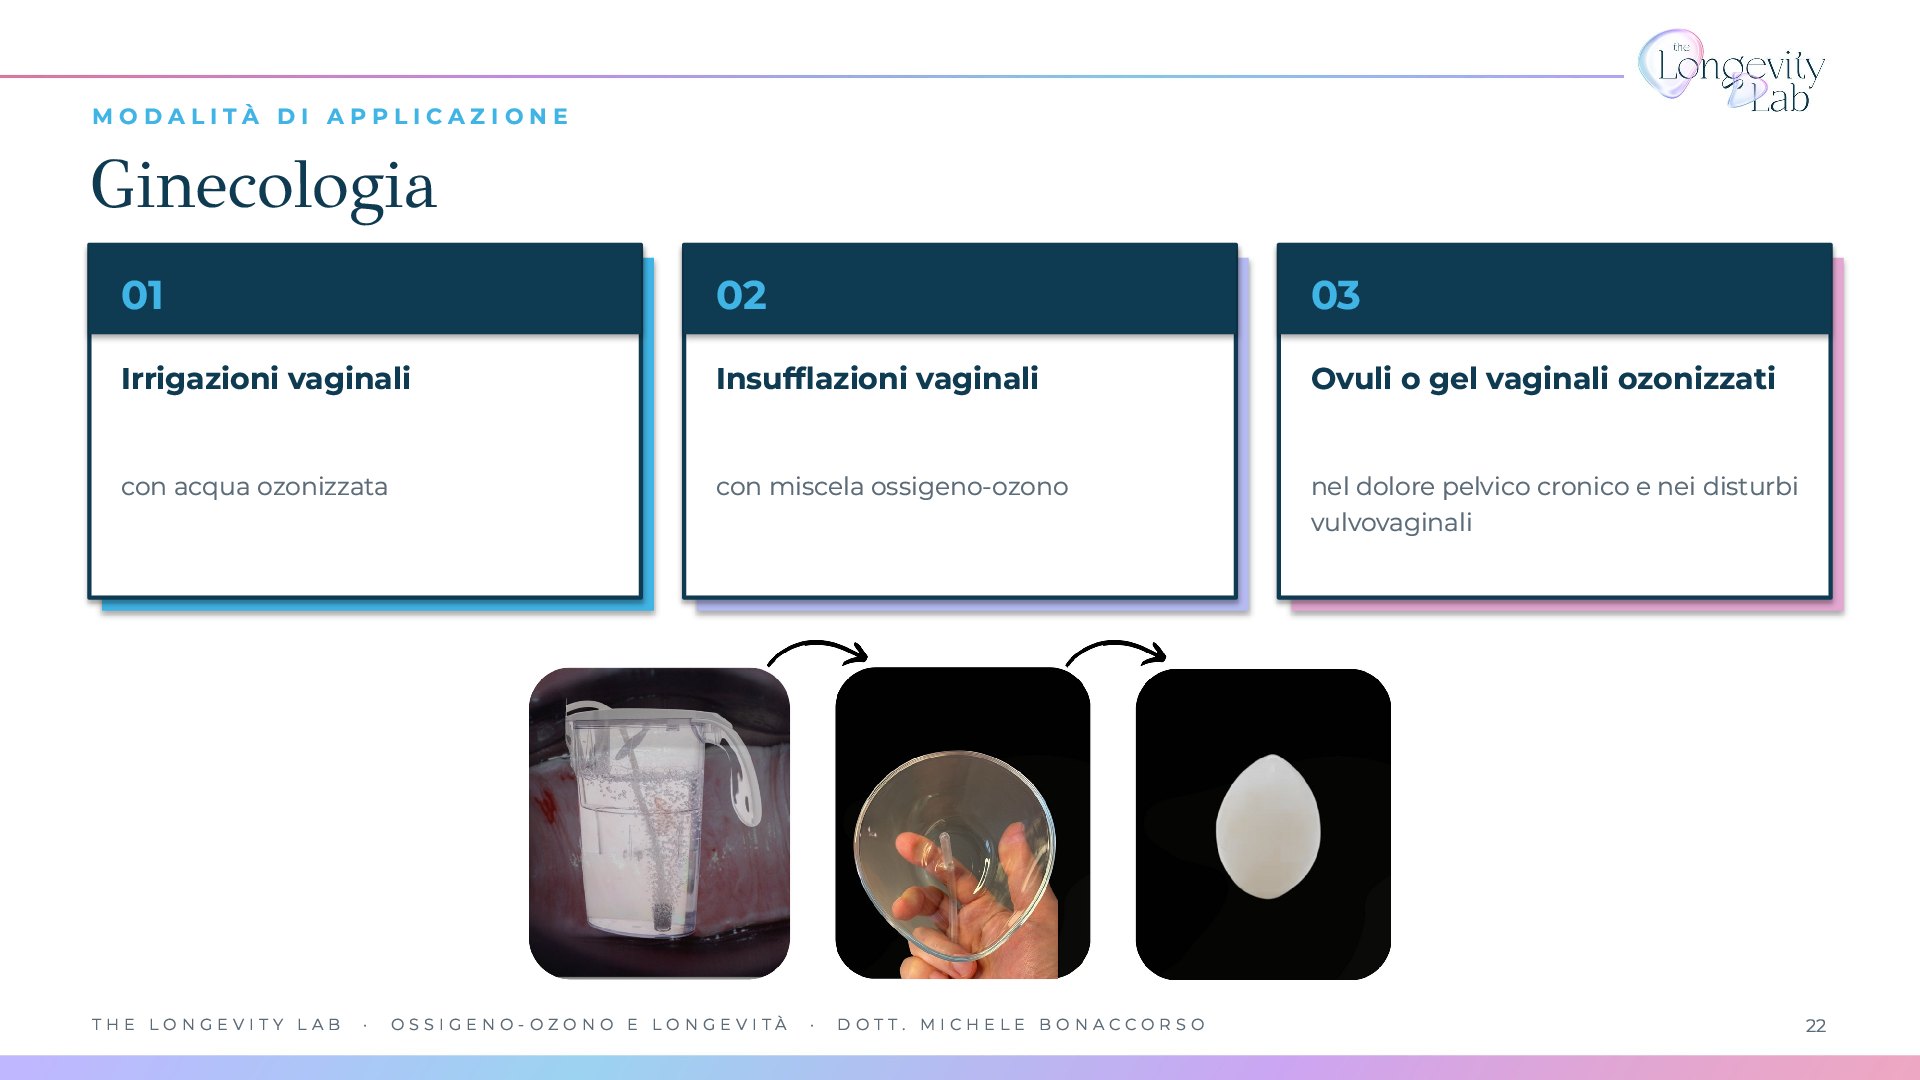 the
Longevity
Lab
MODALITÀ DI APPLICAZIONE
Ginecologia
01
Irrigazioni vaginali
con acqua ozonizzata
02
Insufflazioni vaginali
con miscela ossigeno-ozono
03
Ovuli o gel vaginali ozonizzati
nel dolore pelvico cronico e nei disturbi
vulvovaginali
THE LONGEVITY LAB · OSSIGENO-OZONO E LONGEVITÀ · DOTT. MICHELE BONACCORSO
22